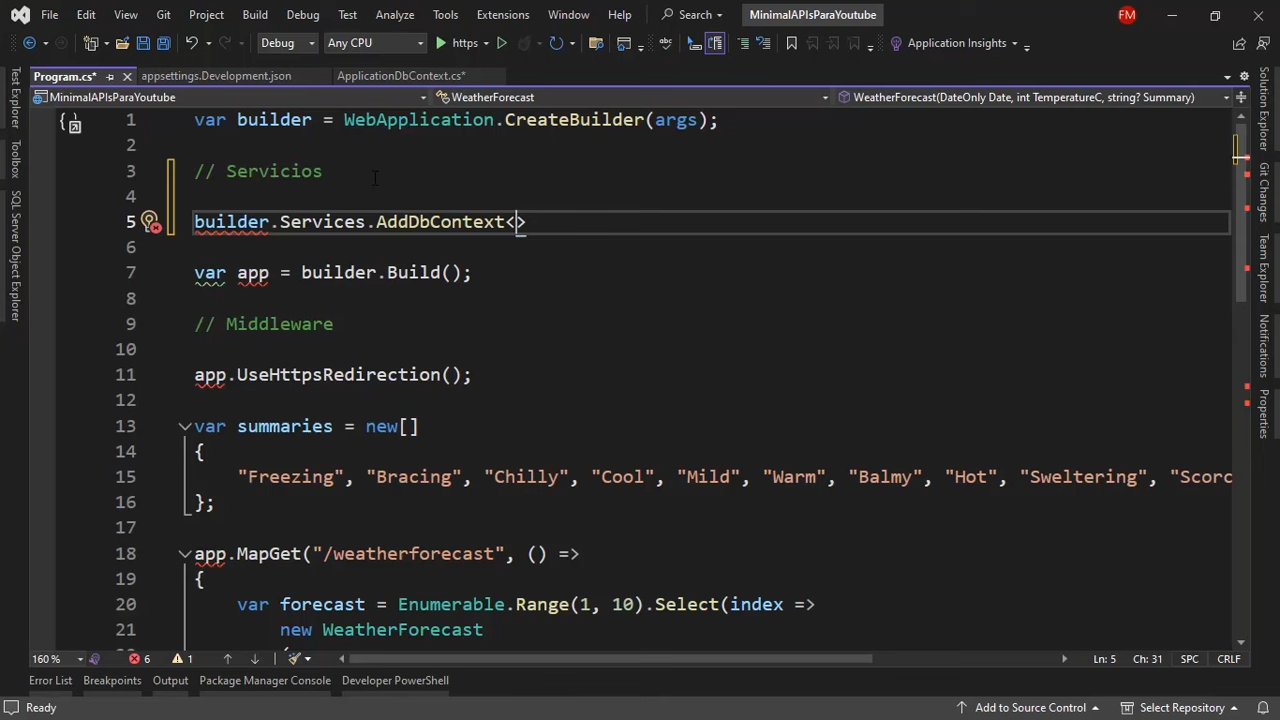 File Edit View Git Project Build Debug Test Analyze Tools Extensions Window Help Search MinimalAPIsParaYoutube FM
Debug Any CPU https Application Insights
Program.cs* appsettings.Development.json ApplicationDbContext.cs*
MinimalAPIsParaYoutube WeatherForecast WeatherForecast(DateOnly Date, int TemperatureC, string? Summary)
1 var builder = WebApplication.CreateBuilder(args);
2
3 // Servicios
4
5 builder.Services.AddDbContext<>
6
7 var app = builder.Build();
8
9 // Middleware
10
11 app.UseHttpsRedirection();
12
13 var summaries = new[]
14 {
15 "Freezing", "Bracing", "Chilly", "Cool", "Mild", "Warm", "Balmy", "Hot", "Sweltering", "Scorc
16 };
17
18 app.MapGet("/weatherforecast", () =>
19 {
20 var forecast = Enumerable.Range(1, 10).Select(index =>
21 new WeatherForecast
Test Explorer
Toolbox
SQL Server Object Explorer
Solution Explorer
Git Changes
Team Explorer
Notifications
Properties
160 % 6 1 Ln: 5 Ch: 31 SPC CRLF
Error List Breakpoints Output Package Manager Console Developer PowerShell
Ready Add to Source Control Select Repository